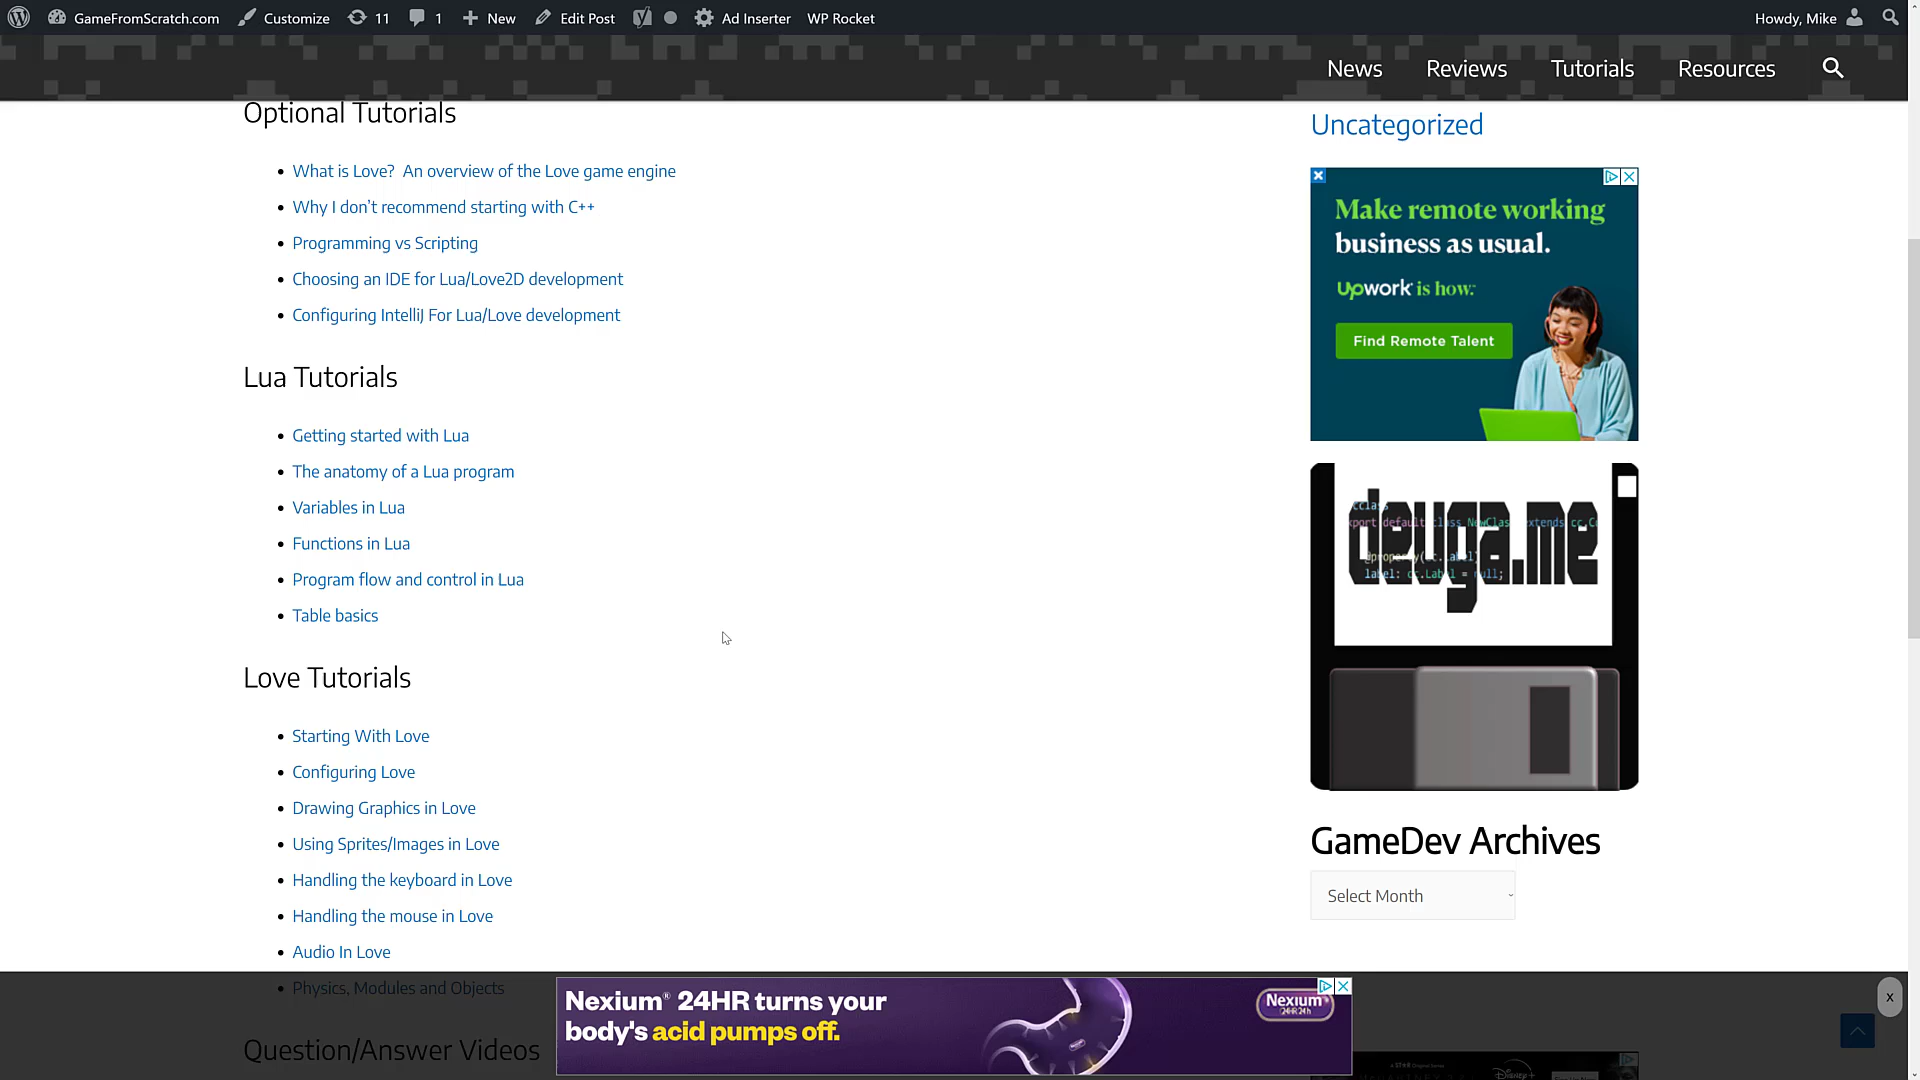 GameFromScratch.com Customize 11 1 New Edit Post Ad Inserter WP Rocket Howdy, Mike
News Reviews Tutorials Resources
Optional Tutorials
What is Love?  An overview of the Love game engine
Why I don’t recommend starting with C++
Programming vs Scripting
Choosing an IDE for Lua/Love2D development
Configuring IntelliJ For Lua/Love development
Lua Tutorials
Getting started with Lua
The anatomy of a Lua program
Variables in Lua
Functions in Lua
Program flow and control in Lua
Table basics
Love Tutorials
Starting With Love
Configuring Love
Drawing Graphics in Love
Using Sprites/Images in Love
Handling the keyboard in Love
Handling the mouse in Love
Audio In Love
Physics, Modules and Objects
Question/Answer Videos
Uncategorized
Make remote working
business as usual.
Upwork is how:
Find Remote Talent
devga.me
label: cc.Label = null;
GameDev Archives
Select Month
Nexium® 24HR turns your
body's acid pumps off.
Nexium
24HR
x
Disney+